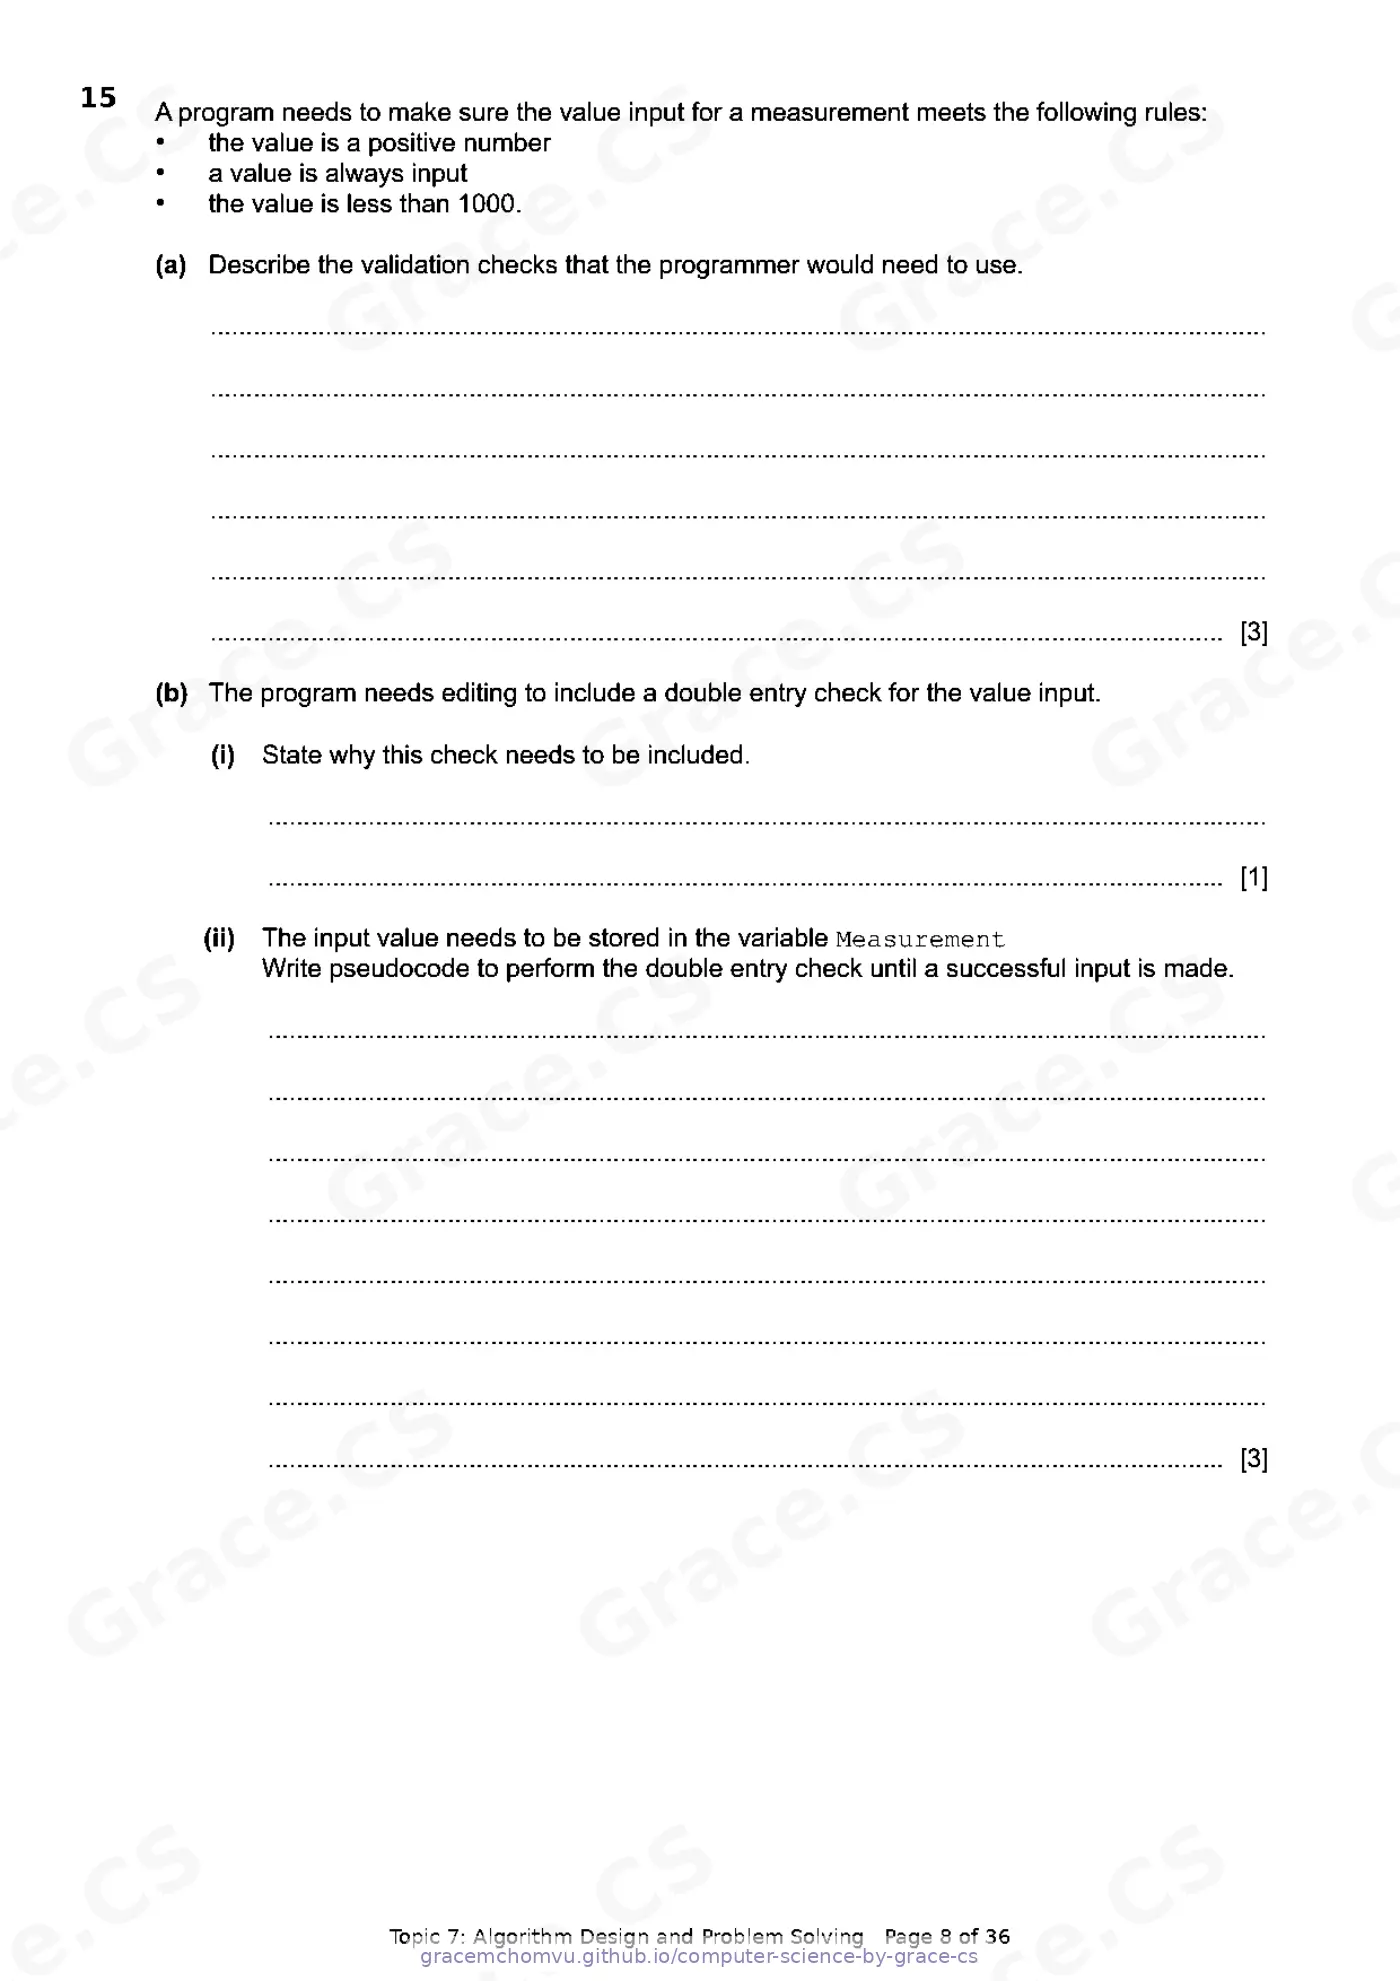 15
A program needs to make sure the value input for a measurement meets the following rules:
• the value is a positive number
• a value is always input
• the value is less than 1000.
(a) Describe the validation checks that the programmer would need to use.
[3]
(b) The program needs editing to include a double entry check for the value input.
(i) State why this check needs to be included.
[1]
(ii) The input value needs to be stored in the variable Measurement
Write pseudocode to perform the double entry check until a successful input is made.
[3]
Topic 7: Algorithm Design and Problem Solving Page 8 of 36
gracemchomvu.github.io/computer-science-by-grace-cs
Grace.CS